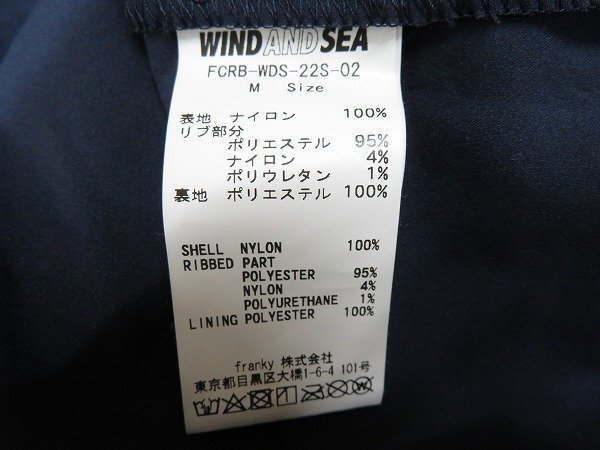 WIND AND SEA
FCRB-WDS-22S-02
M Size
表地 ナイロン 100%
リブ部分
ポリエステル 95%
ナイロン 4%
ポリウレタン 1%
裏地 ポリエステル 100%
SHELL NYLON 100%
RIBBED PART
POLYESTER 95%
NYLON 4%
POLYURETHANE 1%
LINING POLYESTER 100%
franky 株式会社
東京都目黒区大橋1-6-4 101号